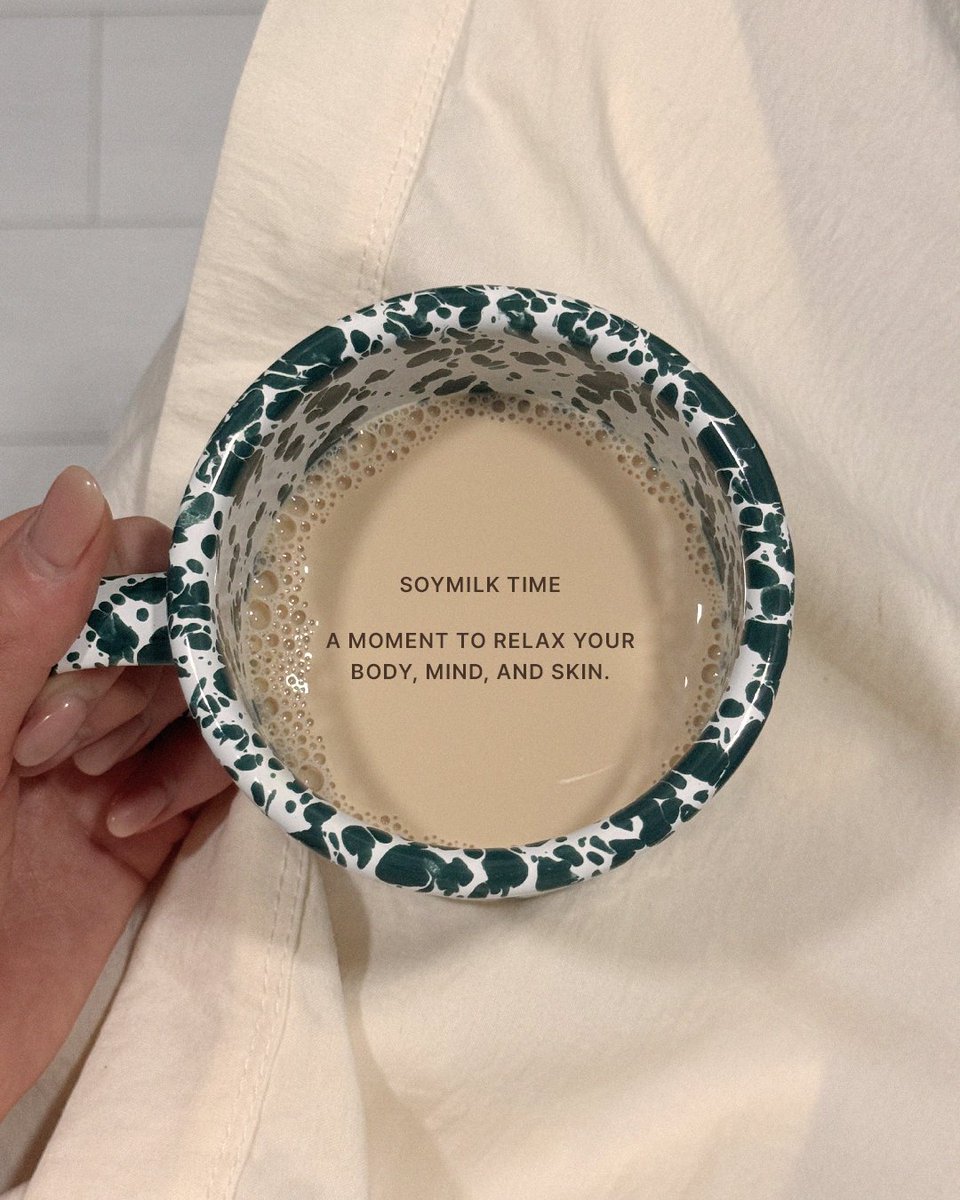 SOYMILK TIME
A MOMENT TO RELAX YOUR
BODY, MIND, AND SKIN.